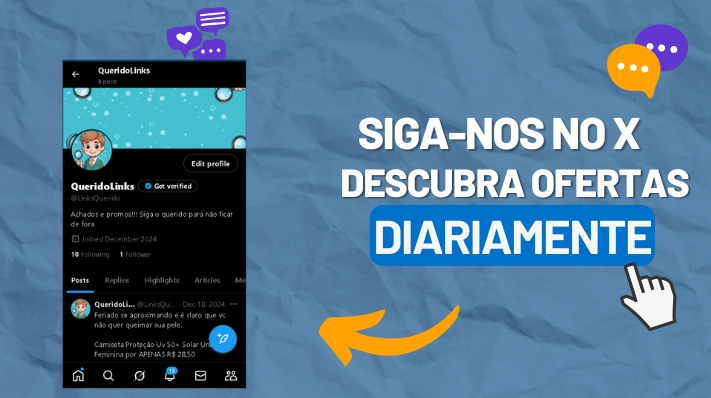 QueridoLinks
9 posts
Edit profile
QueridoLinks
Get verified
@LinksQuerido
Achados e promos!!! Siga o querido para não ficar
de fora
Joined December 2024
10 Following 1 Follower
Posts Replies Highlights Articles Me
QueridoLi... @LinksQu... · Dec 18, 2024
Feriado se aproximando e é claro que vc
não quer queimar sua pele.
Camiseta Proteção Uv 50+ Solar Un
Feminina por APENAS R$ 28,50
SIGA-NOS NO X
DESCUBRA OFERTAS
DIARIAMENTE